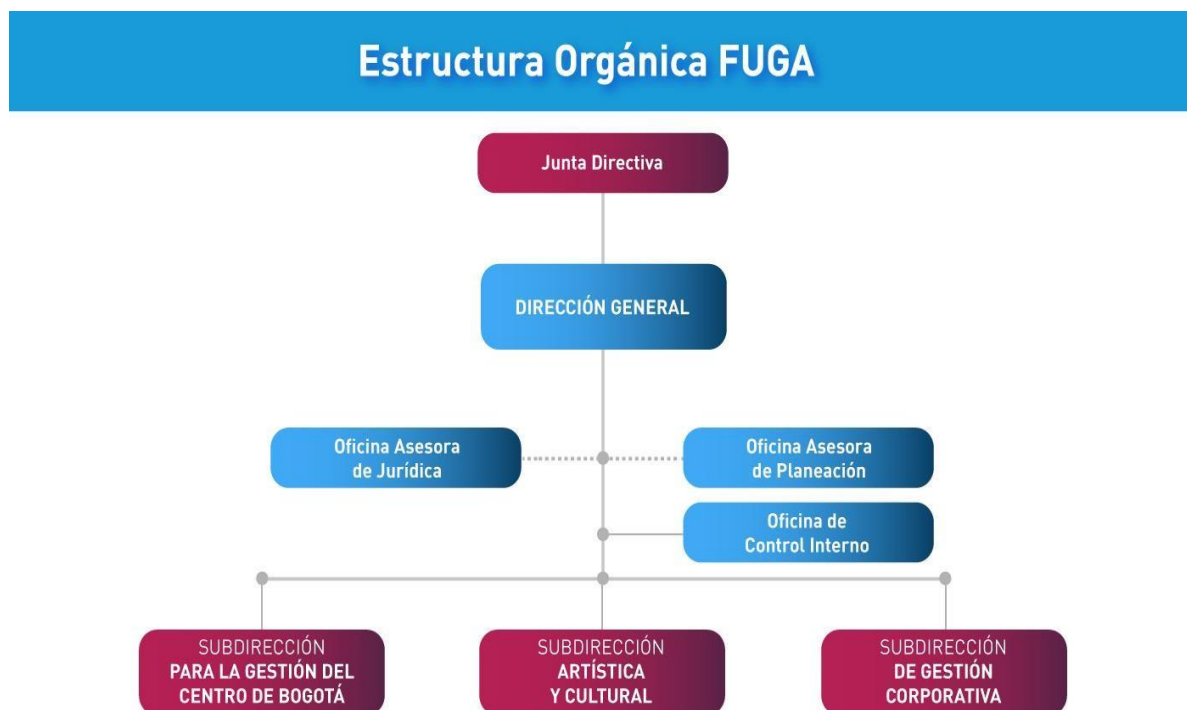 Estructura Orgánica FUGA
Junta Directiva
DIRECCIÓN GENERAL
Oficina Asesora
de Jurídica
Oficina Asesora
de Planeación
Oficina de
Control Interno
SUBDIRECCIÓN
PARA LA GESTIÓN DEL
CENTRO DE BOGOTÁ
SUBDIRECCIÓN
ARTÍSTICA
Y CULTURAL
SUBDIRECCIÓN
DE GESTIÓN
CORPORATIVA